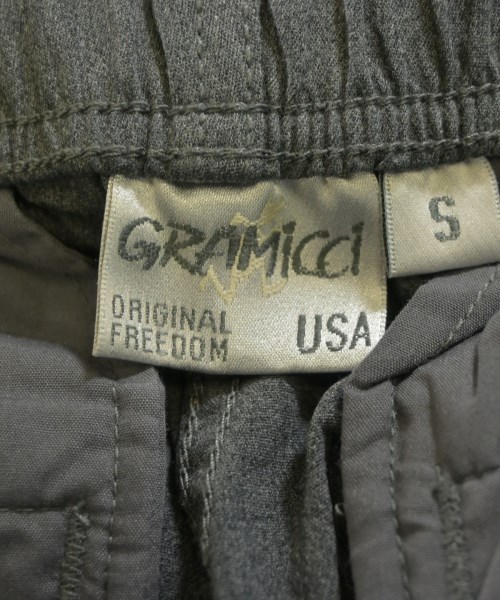 GRAMiCCi
S
ORIGINAL
FREEDOM
USA